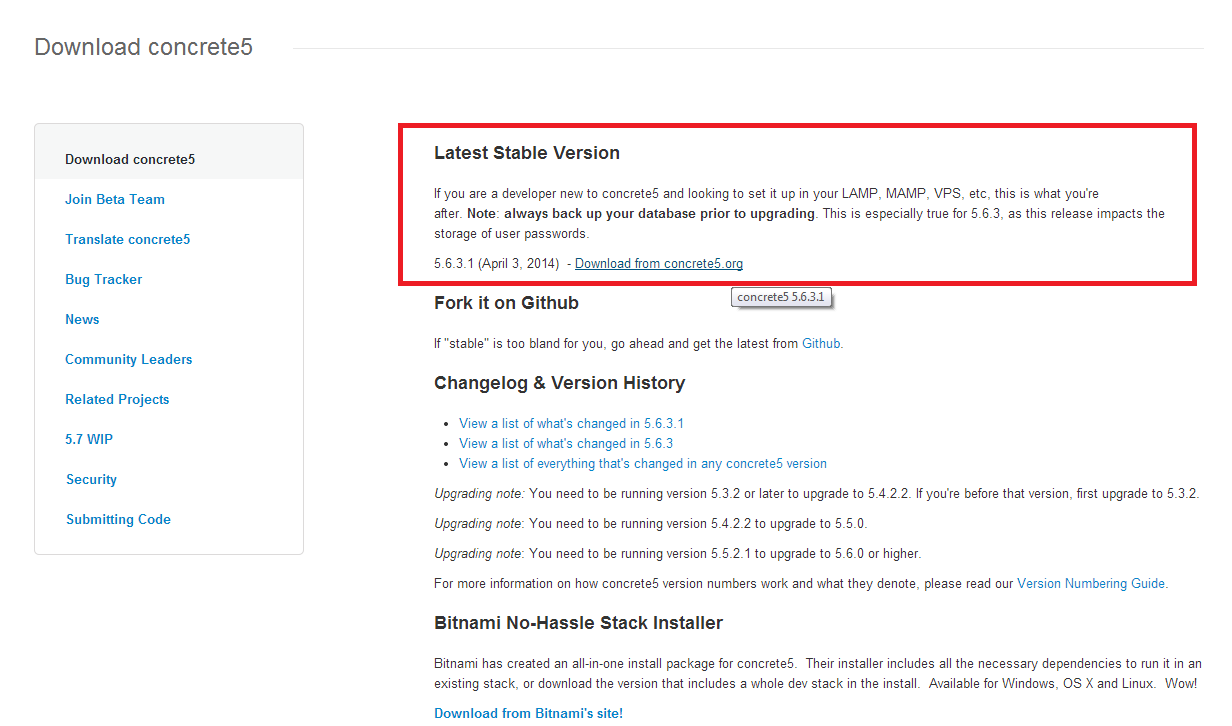 Download concrete5
Download concrete5
Join Beta Team
Translate concrete5
Bug Tracker
News
Community Leaders
Related Projects
5.7 WIP
Security
Submitting Code
Latest Stable Version
If you are a developer new to concrete5 and looking to set it up in your LAMP, MAMP, VPS, etc, this is what you're
after. Note: always back up your database prior to upgrading. This is especially true for 5.6.3, as this release impacts the
storage of user passwords.
5.6.3.1 (April 3, 2014) - Download from concrete5.org
concrete5 5.6.3.1
Fork it on Github
If "stable" is too bland for you, go ahead and get the latest from Github.
Changelog & Version History
• View a list of what's changed in 5.6.3.1
• View a list of what's changed in 5.6.3
• View a list of everything that's changed in any concrete5 version
Upgrading note: You need to be running version 5.3.2 or later to upgrade to 5.4.2.2. If you're before that version, first upgrade to 5.3.2.
Upgrading note: You need to be running version 5.4.2.2 to upgrade to 5.5.0.
Upgrading note: You need to be running version 5.5.2.1 to upgrade to 5.6.0 or higher.
For more information on how concrete5 version numbers work and what they denote, please read our Version Numbering Guide.
Bitnami No-Hassle Stack Installer
Bitnami has created an all-in-one install package for concrete5. Their installer includes all the necessary dependencies to run it in an
existing stack, or download the version that includes a whole dev stack in the install. Available for Windows, OS X and Linux. Wow!
Download from Bitnami's site!